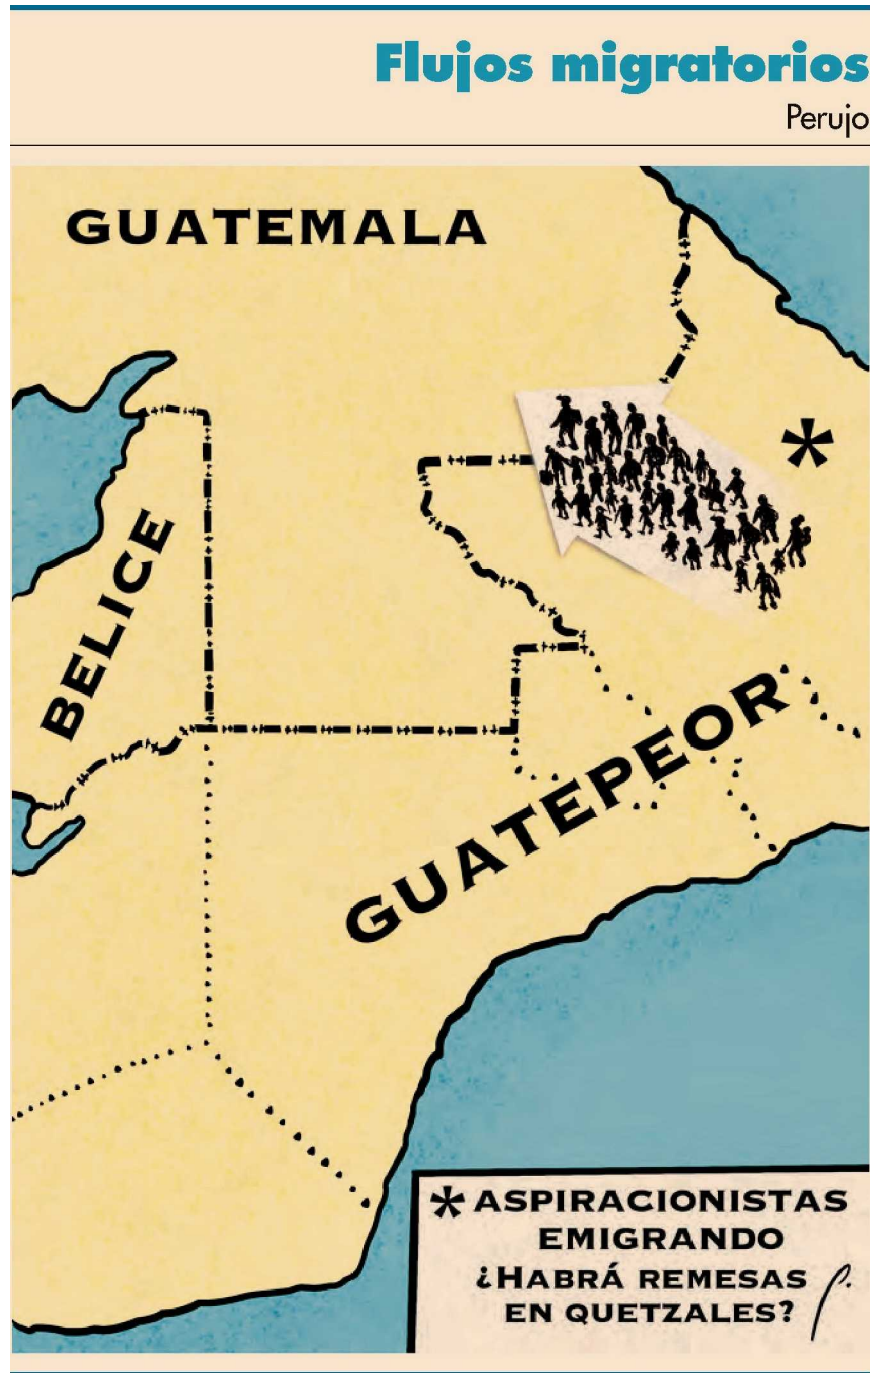 Flujos migratorios
Perujo
GUATEMALA
*
BELICE
GUATEPEOR
* ASPIRACIONISTAS
EMIGRANDO
¿HABRÁ REMESAS
EN QUETZALES?